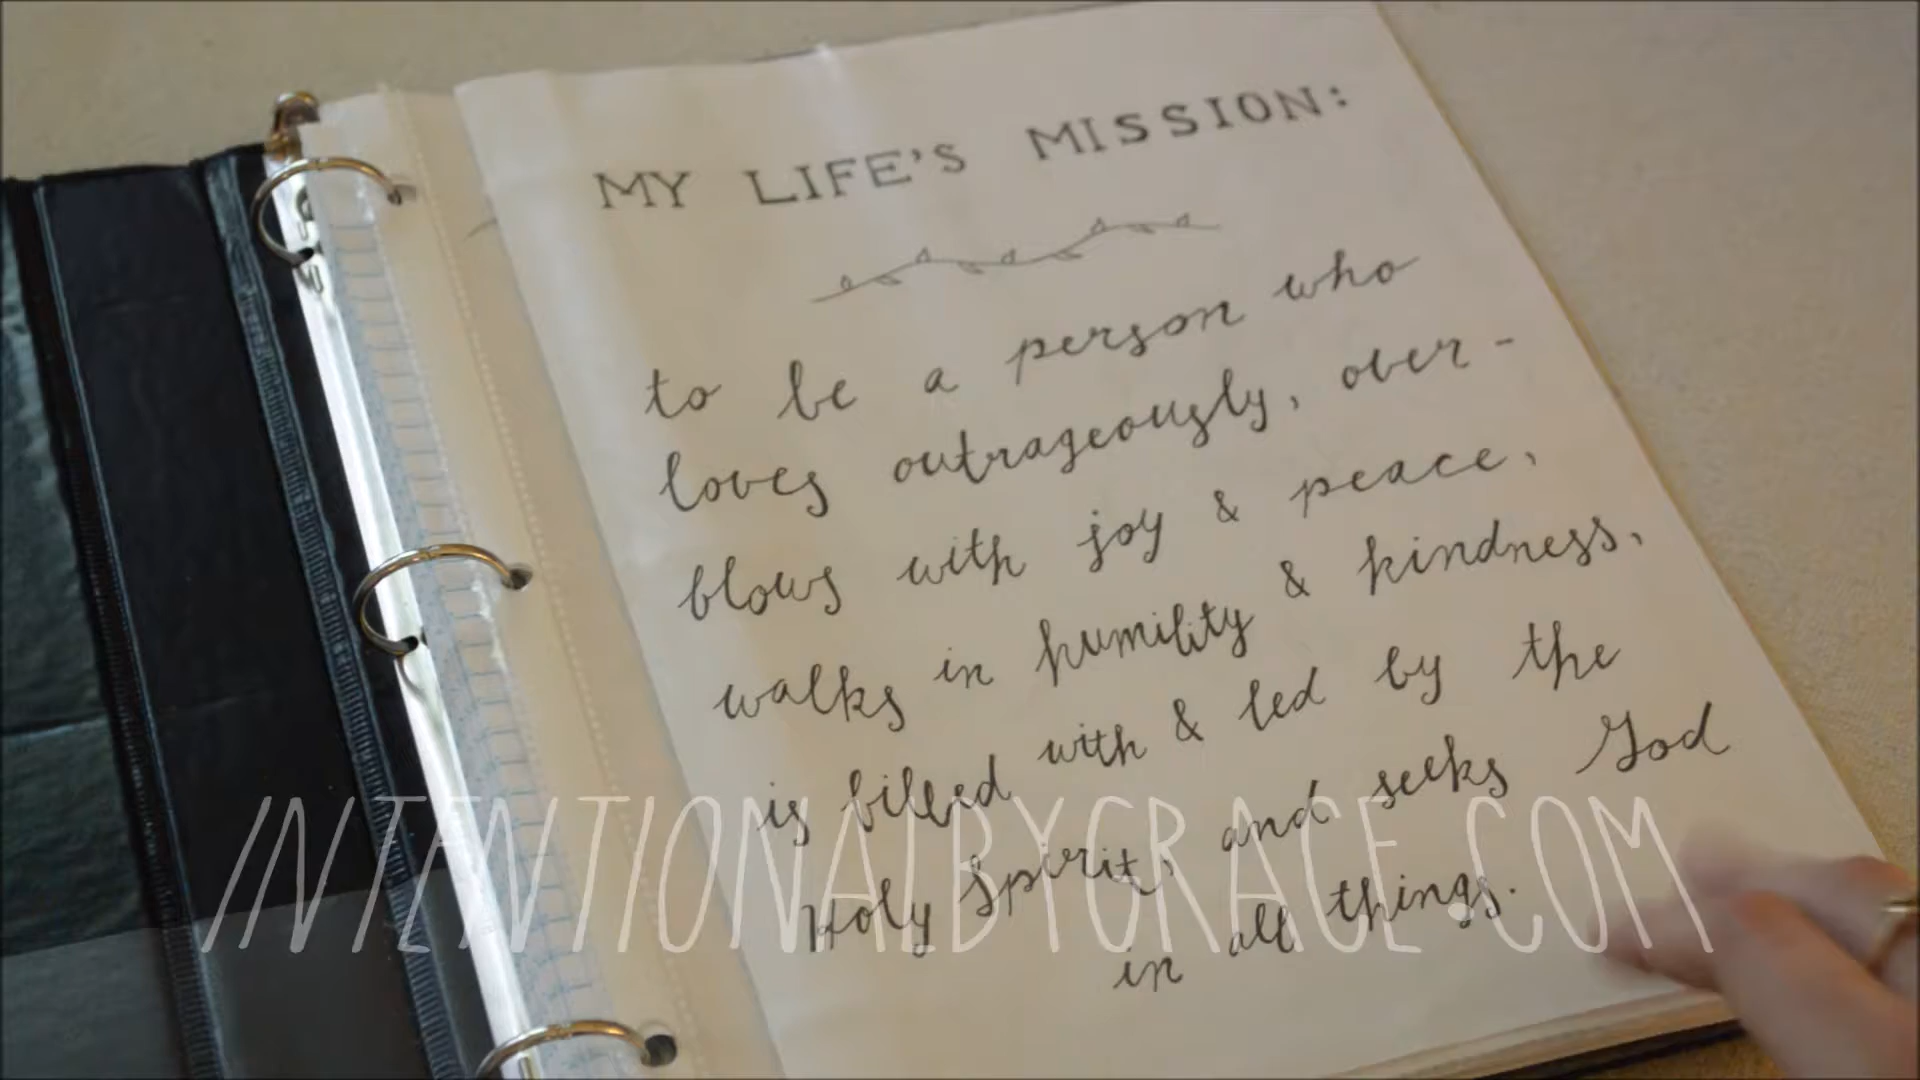 MY LIFE'S MISSION:
to be a person who
loves outrageously, over-
flows with joy & peace,
walks in humility & kindness,
is filled with & led by the
Holy Spirit, and seeks God
in all things.
INTENTIONALBYGRACE.COM